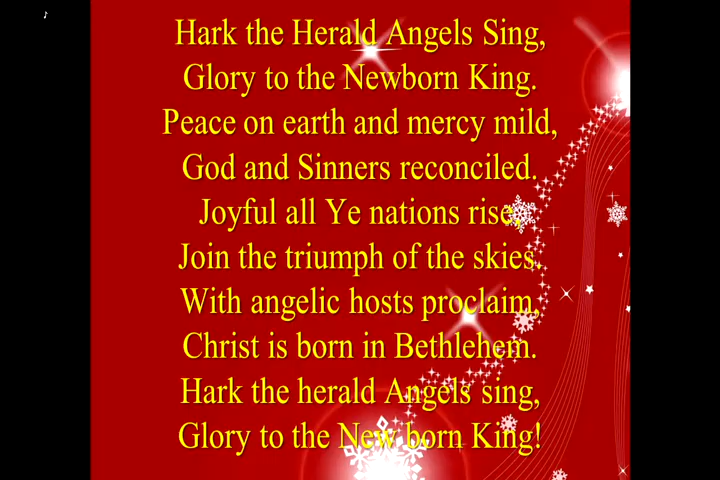 ♪
Hark the Herald Angels Sing,
Glory to the Newborn King.
Peace on earth and mercy mild,
God and Sinners reconciled.
Joyful all Ye nations rise,
Join the triumph of the skies.
With angelic hosts proclaim,
Christ is born in Bethlehem.
Hark the herald Angels sing,
Glory to the New born King!